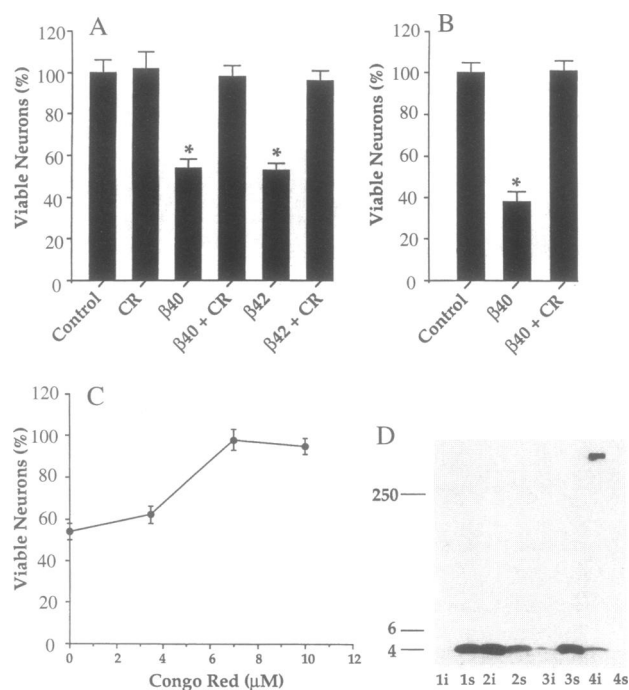 A
Viable Neurons (%)
120
100
80
60
40
20
0
Control
CR
β40
β40 + CR
β42
β42 + CR
*
*
B
Viable Neurons (%)
120
100
80
60
40
20
0
Control
β40
β40 + CR
*
C
Viable Neurons (%)
120
100
80
60
40
20
0
0 2 4 6 8 10 12
Congo Red (μM)
D
250
6
4
1i 1s 2i 2s 3i 3s 4i 4s